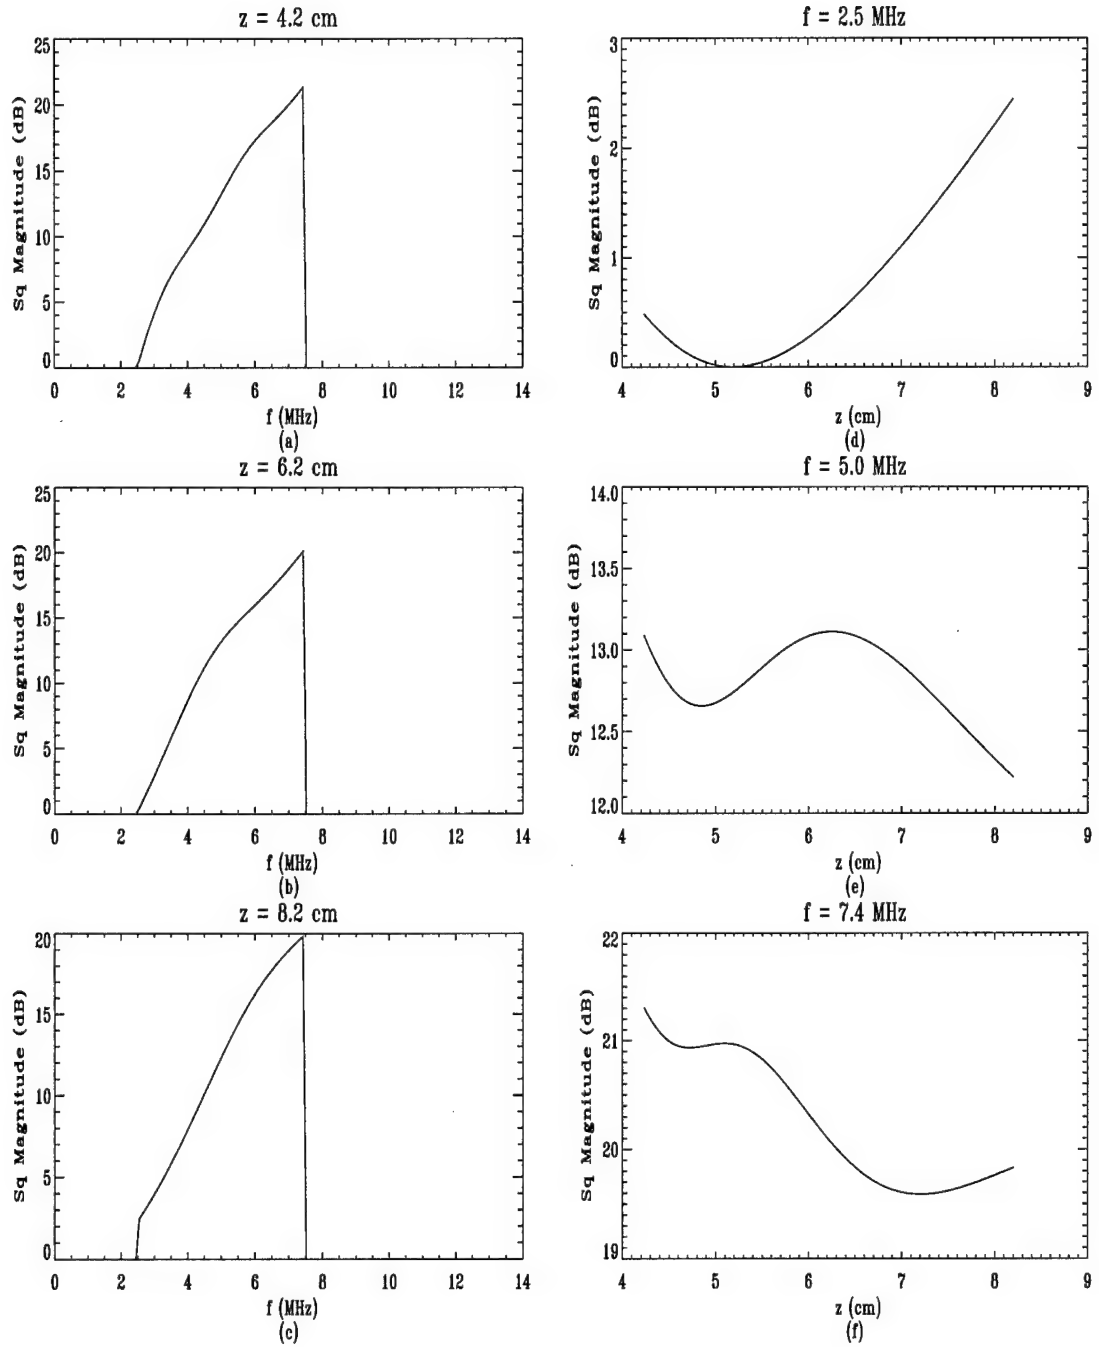 z = 4.2 cm
25
20
15
10
5
0
Sq Magnitude (dB)
0 2 4 6 8 10 12 14
f (MHz)
(a)
f = 2.5 MHz
3
2
1
0
Sq Magnitude (dB)
4 5 6 7 8 9
z (cm)
(d)
z = 6.2 cm
25
20
15
10
5
0
Sq Magnitude (dB)
0 2 4 6 8 10 12 14
f (MHz)
(b)
f = 5.0 MHz
14.0
13.5
13.0
12.5
12.0
Sq Magnitude (dB)
4 5 6 7 8 9
z (cm)
(e)
z = 8.2 cm
20
15
10
5
0
Sq Magnitude (dB)
0 2 4 6 8 10 12 14
f (MHz)
(c)
f = 7.4 MHz
22
21
20
19
Sq Magnitude (dB)
4 5 6 7 8 9
z (cm)
(f)